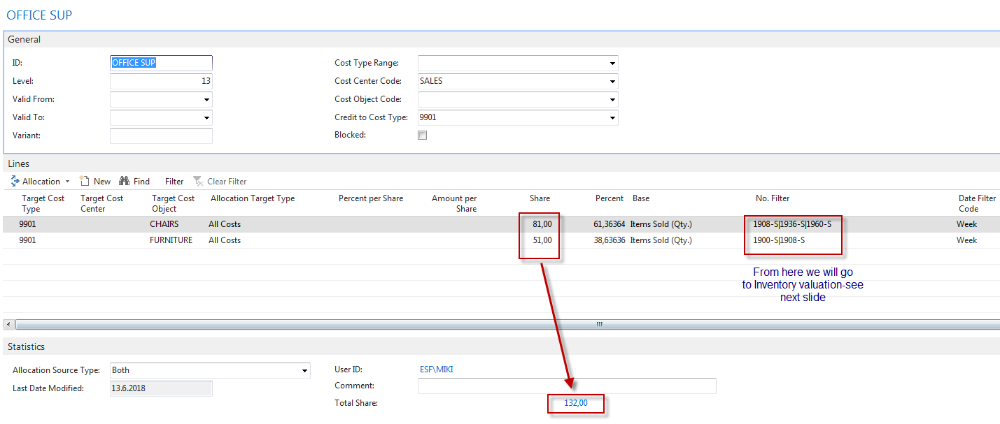 OFFICE SUP
General
ID: OFFICE SUP Cost Type Range:
Level: 13 Cost Center Code: SALES
Valid From: Cost Object Code:
Valid To: Credit to Cost Type: 9901
Variant: Blocked:
Lines
Allocation New Find Filter Clear Filter
Target Cost Target Cost Target Cost Allocation Target Type Percent per Share Amount per Share Percent Base No. Filter Date Filter
Type Center Object Share Code
9901 CHAIRS All Costs 81,00 61,36364 Items Sold (Qty.) 1908-S|1936-S|1960-S Week
9901 FURNITURE All Costs 51,00 38,63636 Items Sold (Qty.) 1900-S|1908-S Week
From here we will go
to Inventory valuation-see
next slide
Statistics
Allocation Source Type: Both User ID: ESF\MIKI
Last Date Modified: 13.6.2018 Comment:
Total Share: 132,00